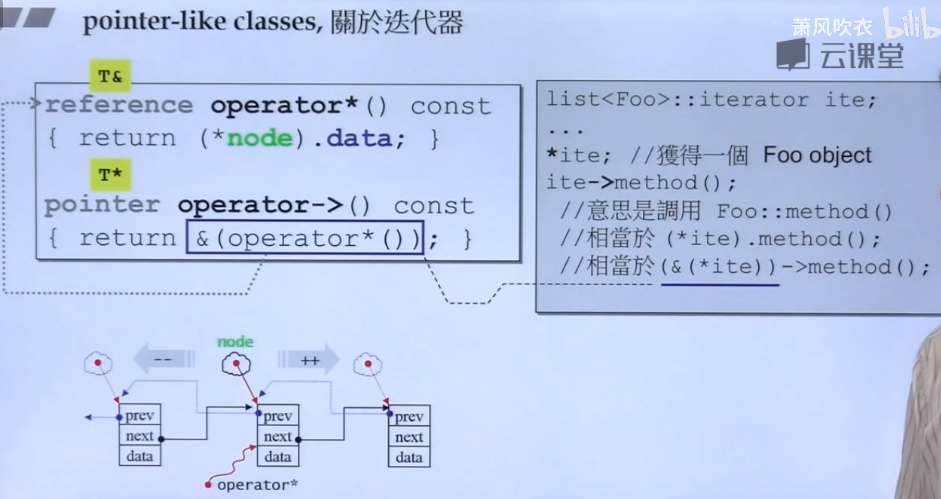 pointer-like classes, 關於迭代器
萧风吹衣 bilib
云课堂
T&
reference operator*() const
{ return (*node).data; }
T*
pointer operator->() const
{ return &(operator*()); }
list<Foo>::iterator ite;
...
*ite; //獲得一個 Foo object
ite->method();
//意思是調用 Foo::method()
//相當於 (*ite).method();
//相當於(&(*ite))->method();
node
--
++
prev
next
data
prev
next
data
prev
next
data
operator*